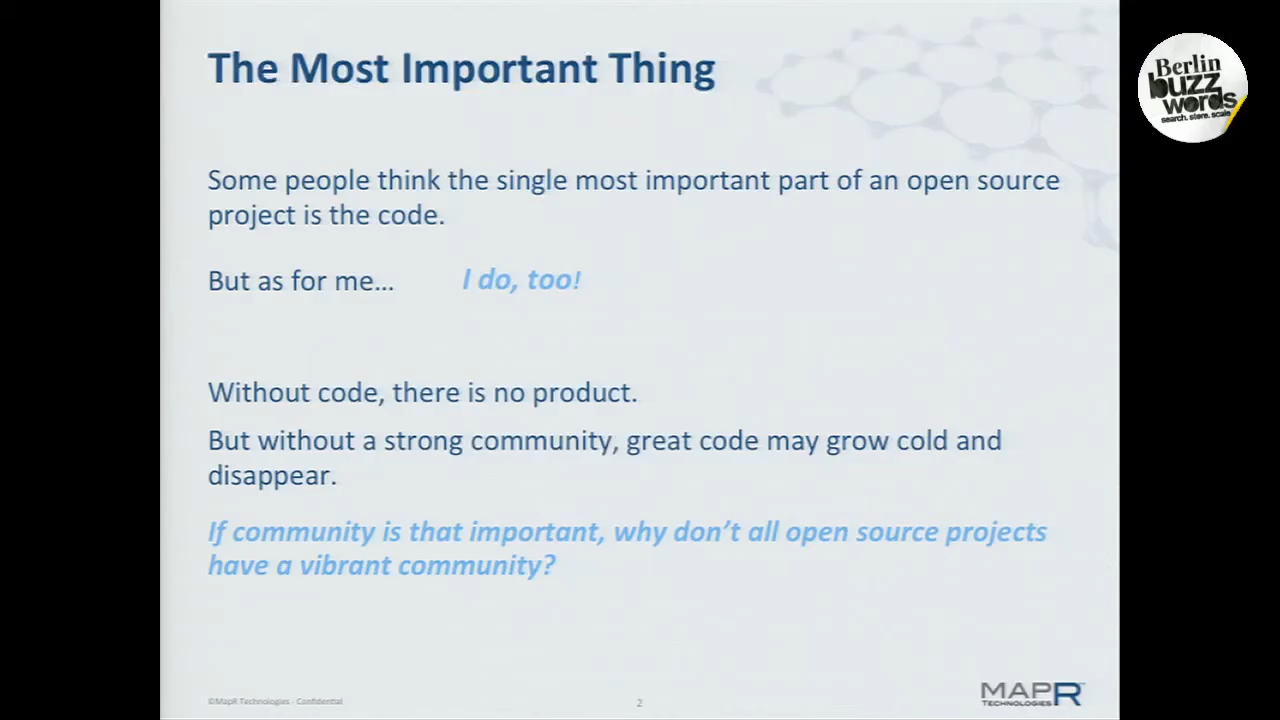 The Most Important Thing
Berlin
buzz
words
search. store. scale
Some people think the single most important part of an open source
project is the code.
But as for me... I do, too!
Without code, there is no product.
But without a strong community, great code may grow cold and
disappear.
If community is that important, why don't all open source projects
have a vibrant community?
©MapR Technologies - Confidential
2
MAPR
TECHNOLOGIES